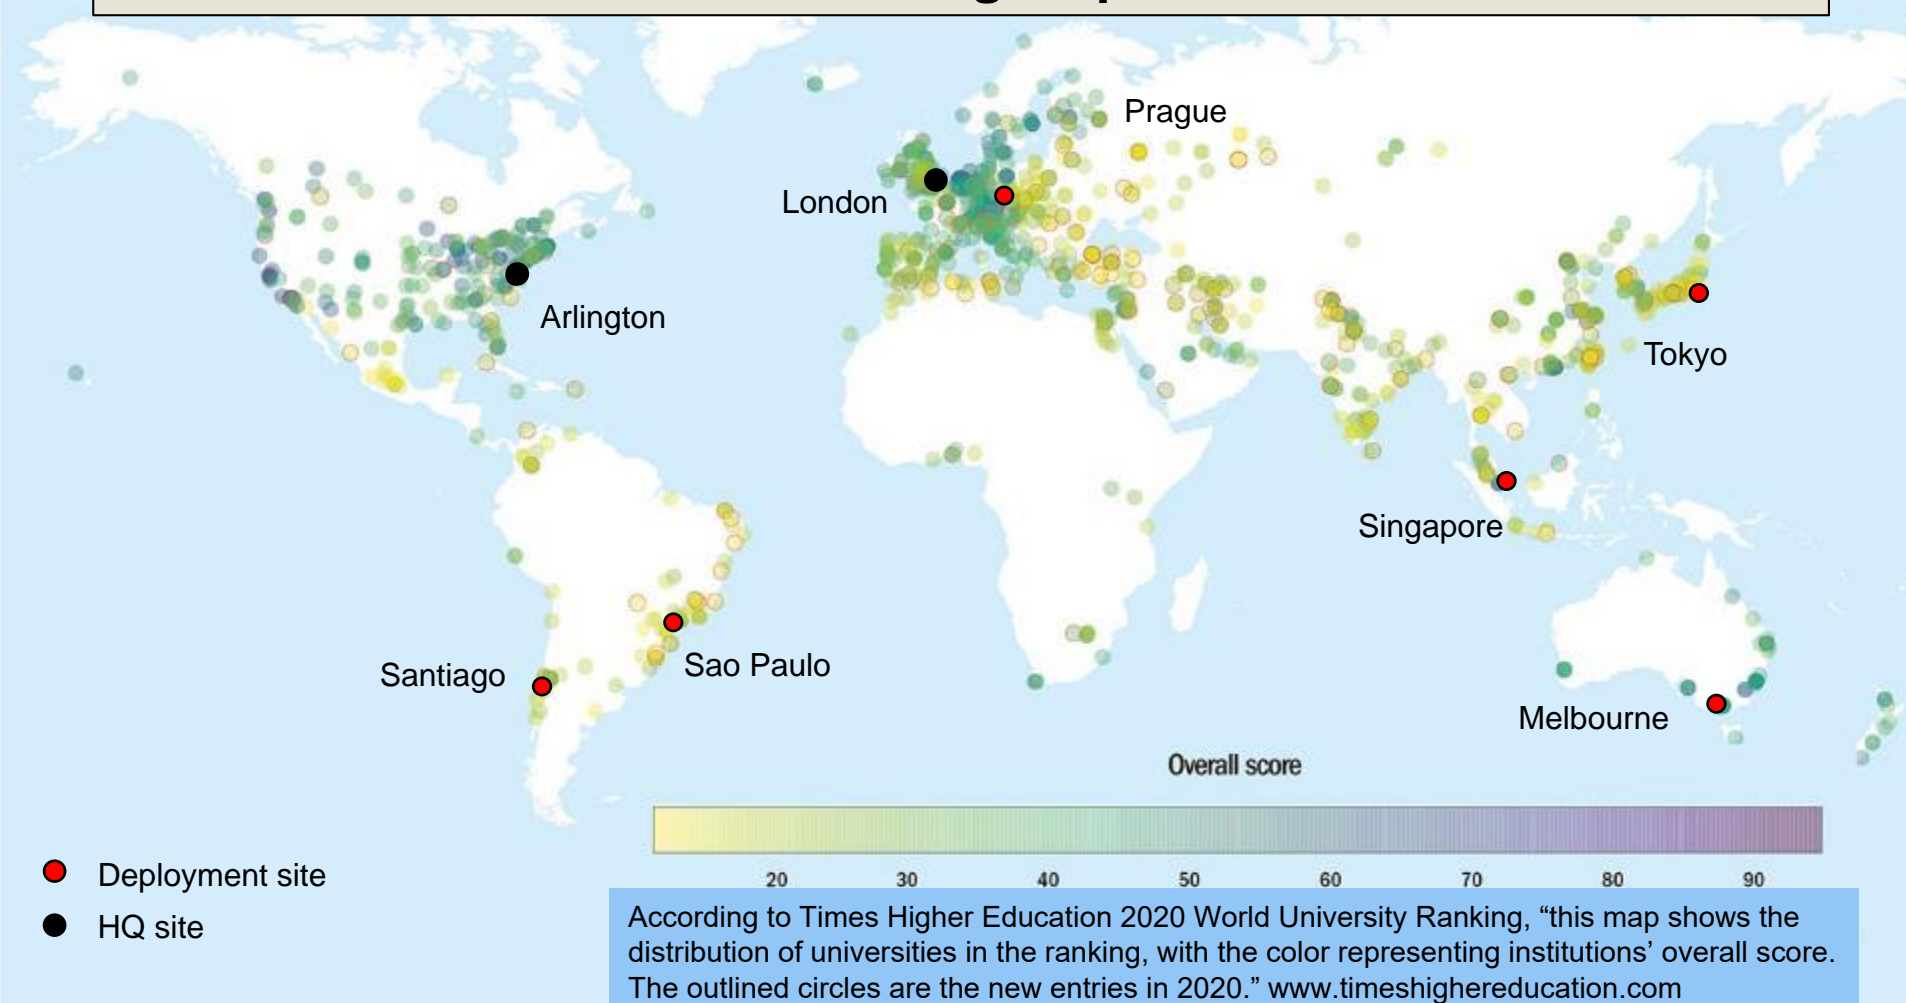 Prague
London
Arlington
Tokyo
Singapore
Santiago
Sao Paulo
Melbourne
Overall score
20 30 40 50 60 70 80 90
Deployment site
HQ site
According to Times Higher Education 2020 World University Ranking, “this map shows the
distribution of universities in the ranking, with the color representing institutions’ overall score.
The outlined circles are the new entries in 2020.” www.timeshighereducation.com